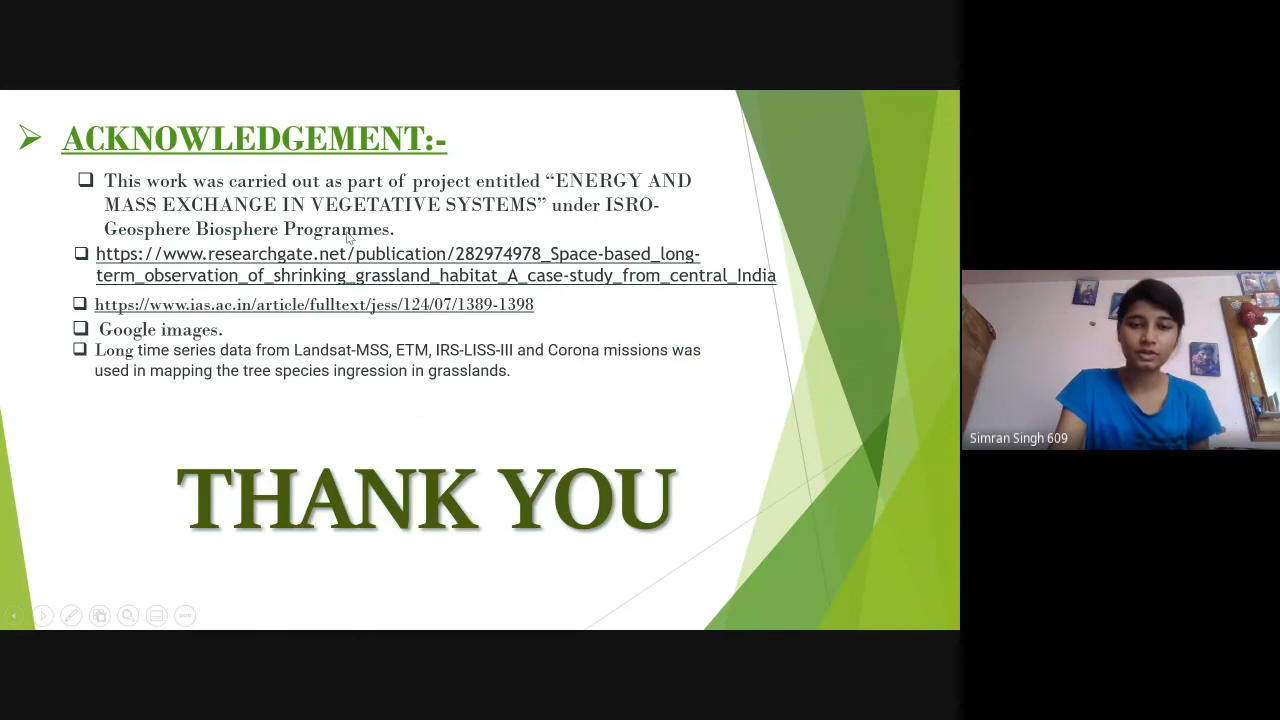 ACKNOWLEDGEMENT:-
This work was carried out as part of project entitled “ENERGY AND
MASS EXCHANGE IN VEGETATIVE SYSTEMS” under ISRO-
Geosphere Biosphere Programmes.
https://www.researchgate.net/publication/282974978_Space-based_long-
term_observation_of_shrinking_grassland_habitat_A_case-study_from_central_India
https://www.ias.ac.in/article/fulltext/jess/124/07/1389-1398
Google images.
Long time series data from Landsat-MSS, ETM, IRS-LISS-III and Corona missions was
used in mapping the tree species ingression in grasslands.
THANK YOU
Simran Singh 609